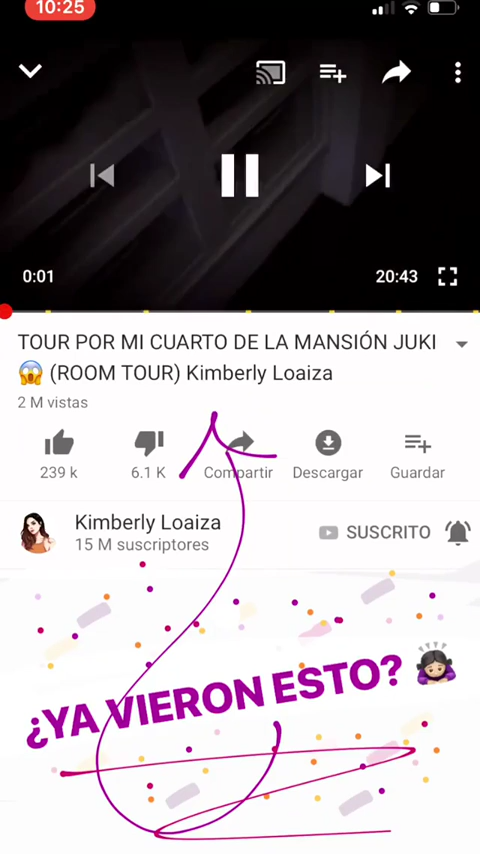 10:25
0:01
20:43
TOUR POR MI CUARTO DE LA MANSIÓN JUKI
😱 (ROOM TOUR) Kimberly Loaiza
2 M vistas
239 k
6.1 K
Compartir
Descargar
Guardar
Kimberly Loaiza
15 M suscriptores
SUSCRITO
¿YA VIERON ESTO? 🙇🏻‍♀️